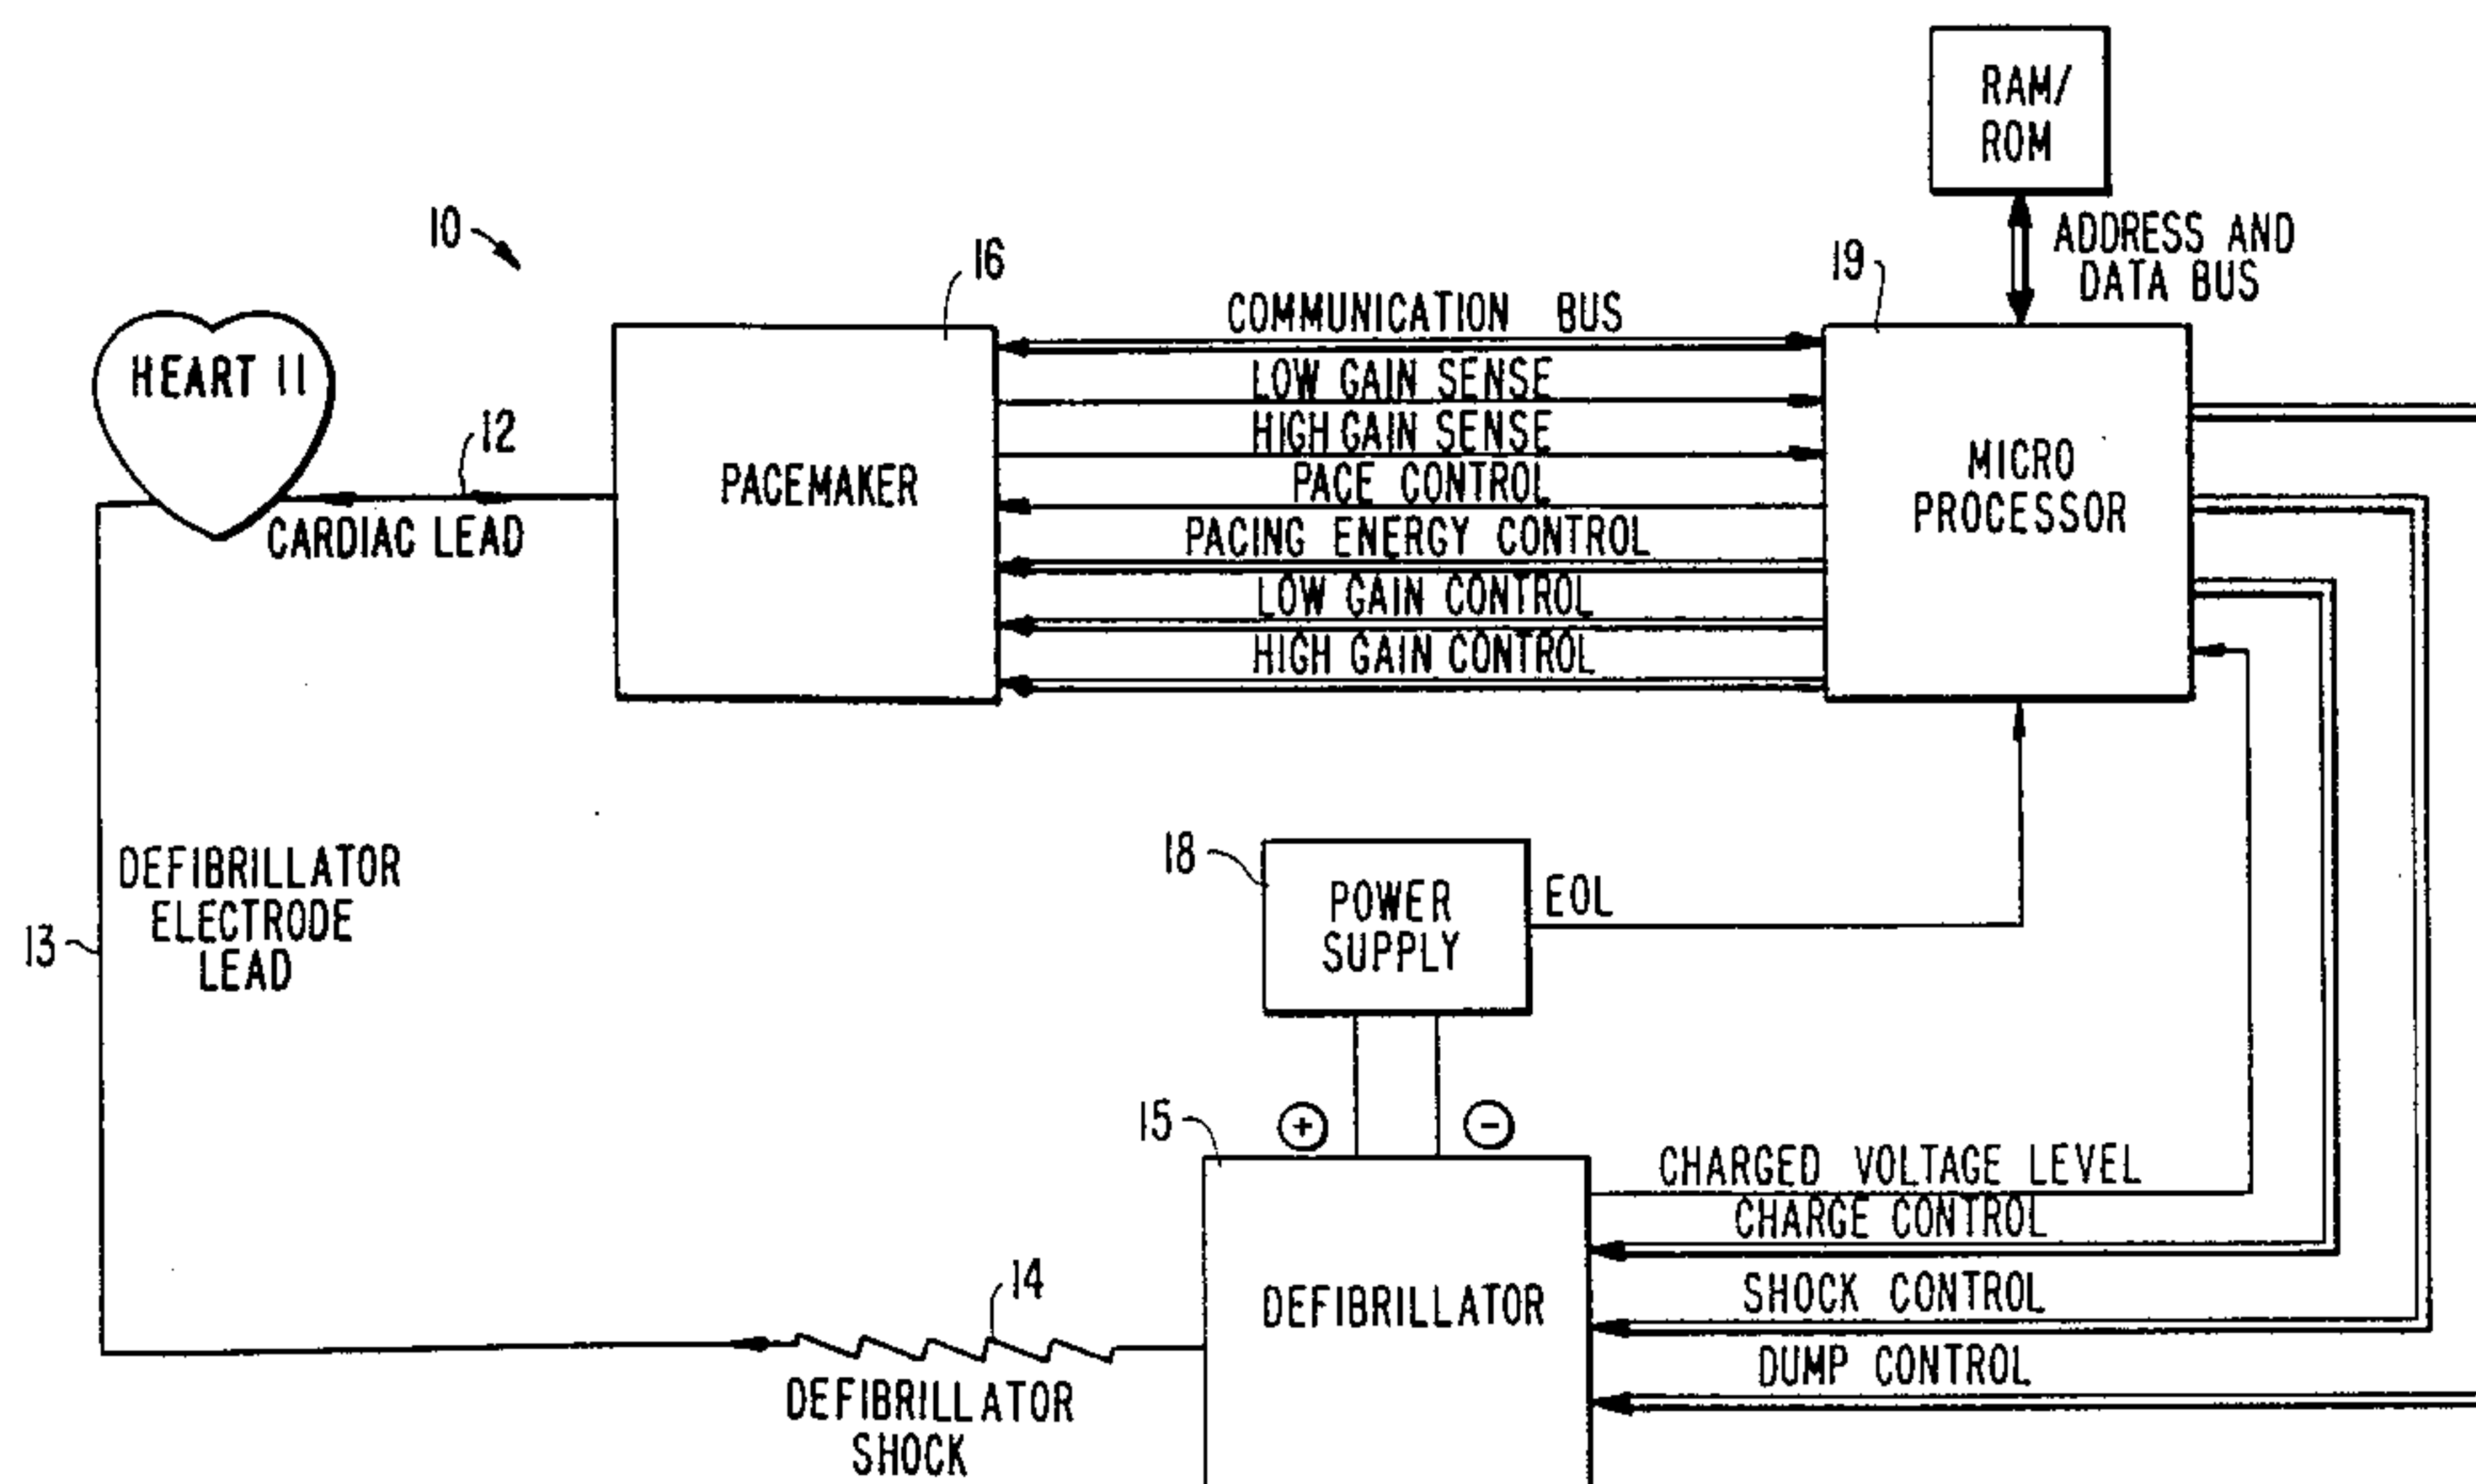 RAM/
ROM
10
16
19
ADDRESS AND
DATA BUS
HEART 11
12
CARDIAC LEAD
PACEMAKER
COMMUNICATION BUS
LOW GAIN SENSE
HIGH GAIN SENSE
PACE CONTROL
PACING ENERGY CONTROL
LOW GAIN CONTROL
HIGH GAIN CONTROL
MICRO
PROCESSOR
13
DEFIBRILLATOR
ELECTRODE
LEAD
18
POWER
SUPPLY
EOL
15
+
-
CHARGED VOLTAGE LEVEL
CHARGE CONTROL
SHOCK CONTROL
DUMP CONTROL
DEFIBRILLATOR
14
DEFIBRILLATOR
SHOCK